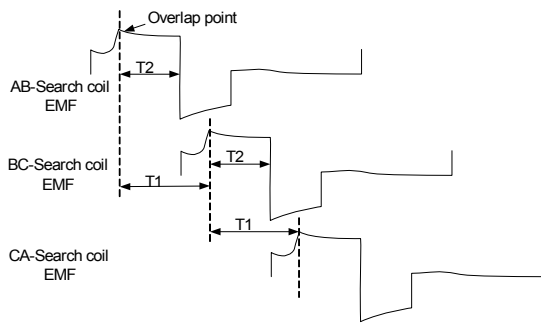 Overlap point
T2
AB-Search coil
EMF
T2
BC-Search coil
EMF
T1
T1
CA-Search coil
EMF